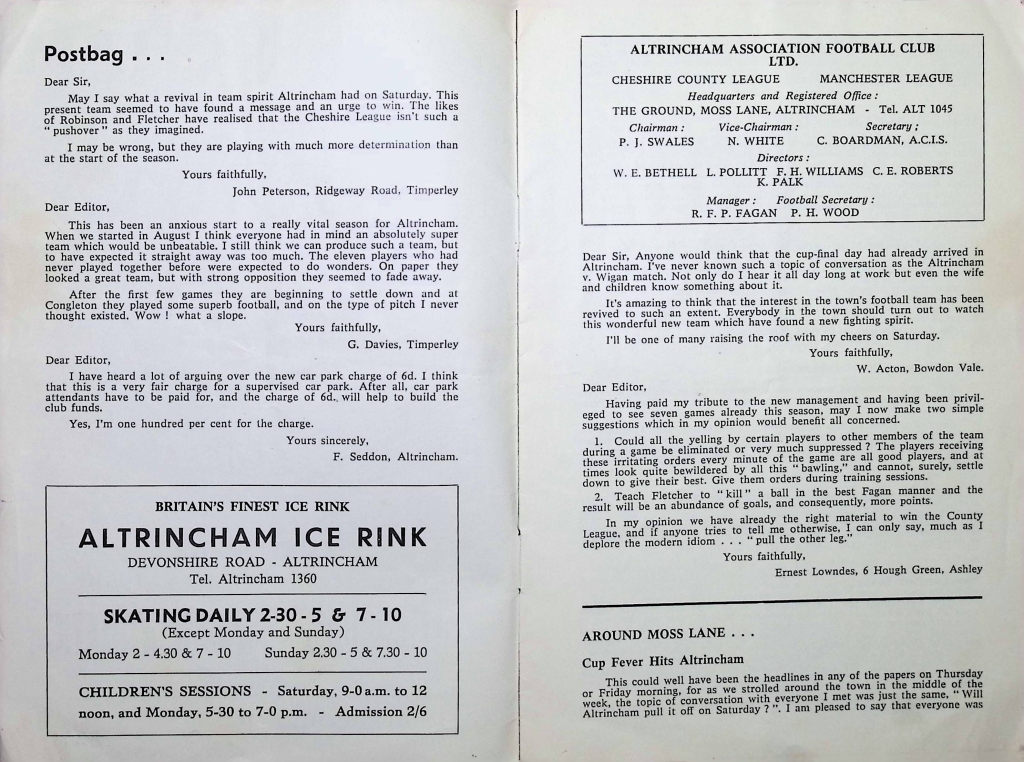 Postbag . . .
Dear Sir,
May I say what a revival in team spirit Altrincham had on Saturday. This
present team seemed to have found a message and an urge to win. The likes
of Robinson and Fletcher have realised that the Cheshire League isn't such a
" pushover " as they imagined.
I may be wrong, but they are playing with much more determination than
at the start of the season.
Yours faithfully,
John Peterson, Ridgeway Road, Timperley
Dear Editor,
This has been an anxious start to a really vital season for Altrincham.
When we started in August I think everyone had in mind an absolutely super
team which would be unbeatable. I still think we can produce such a team, but
to have expected it straight away was too much. The eleven players who had
never played together before were expected to do wonders. On paper they
looked a great team, but with strong opposition they seemed to fade away.
After the first few games they are beginning to settle down and at
Congleton they played some superb football, and on the type of pitch I never
thought existed. Wow ! what a slope.
Yours faithfully,
G. Davies, Timperley
Dear Editor,
I have heard a lot of arguing over the new car park charge of 6d. I think
that this is a very fair charge for a supervised car park. After all, car park
attendants have to be paid for, and the charge of 6d., will help to build the
club funds.
Yes, I'm one hundred per cent for the charge.
Yours sincerely,
F. Seddon, Altrincham.
BRITAIN'S FINEST ICE RINK
ALTRINCHAM ICE RINK
DEVONSHIRE ROAD - ALTRINCHAM
Tel. Altrincham 1360
SKATING DAILY 2-30 - 5 & 7 - 10
(Except Monday and Sunday)
Monday 2 - 4.30 & 7 - 10 Sunday 2.30 - 5 & 7.30 - 10
CHILDREN'S SESSIONS - Saturday, 9-0 a.m. to 12
noon, and Monday, 5-30 to 7-0 p.m. - Admission 2/6
ALTRINCHAM ASSOCIATION FOOTBALL CLUB
LTD.
CHESHIRE COUNTY LEAGUE MANCHESTER LEAGUE
Headquarters and Registered Office :
THE GROUND, MOSS LANE, ALTRINCHAM - Tel. ALT 1045
Chairman : Vice-Chairman : Secretary ;
P. J. SWALES N. WHITE C. BOARDMAN, A.C.I.S.
Directors :
W. E. BETHELL L. POLLITT F. H. WILLIAMS C. E. ROBERTS
K. PALK
Manager : Football Secretary :
R. F. P. FAGAN P. H. WOOD
Dear Sir, Anyone would think that the cup-final day had already arrived in
Altrincham. I've never known such a topic of conversation as the Altrincham
v. Wigan match. Not only do I hear it all day long at work but even the wife
and children know something about it.
It's amazing to think that the interest in the town's football team has been
revived to such an extent. Everybody in the town should turn out to watch
this wonderful new team which have found a new fighting spirit.
I'll be one of many raising the roof with my cheers on Saturday.
Yours faithfully,
W. Acton, Bowdon Vale.
Dear Editor,
Having paid my tribute to the new management and having been privil-
eged to see seven games already this season, may I now make two simple
suggestions which in my opinion would benefit all concerned.
1. Could all the yelling by certain players to other members of the team
during a game be eliminated or very much suppressed ? The players receiving
these irritating orders every minute of the game are all good players, and at
times look quite bewildered by all this " bawling," and cannot, surely, settle
down to give their best. Give them orders during training sessions.
2. Teach Fletcher to " kill " a ball in the best Fagan manner and the
result will be an abundance of goals, and consequently, more points.
In my opinion we have already the right material to win the County
League, and if anyone tries to tell me otherwise, I can only say, much as I
deplore the modern idiom . . . " pull the other leg."
Yours faithfully,
Ernest Lowndes, 6 Hough Green, Ashley
AROUND MOSS LANE . . .
Cup Fever Hits Altrincham
This could well have been the headlines in any of the papers on Thursday
or Friday morning, for as we strolled around the town in the middle of the
week, the topic of conversation with everyone I met was just the same, " Will
Altrincham pull it off on Saturday ? ". I am pleased to say that everyone was